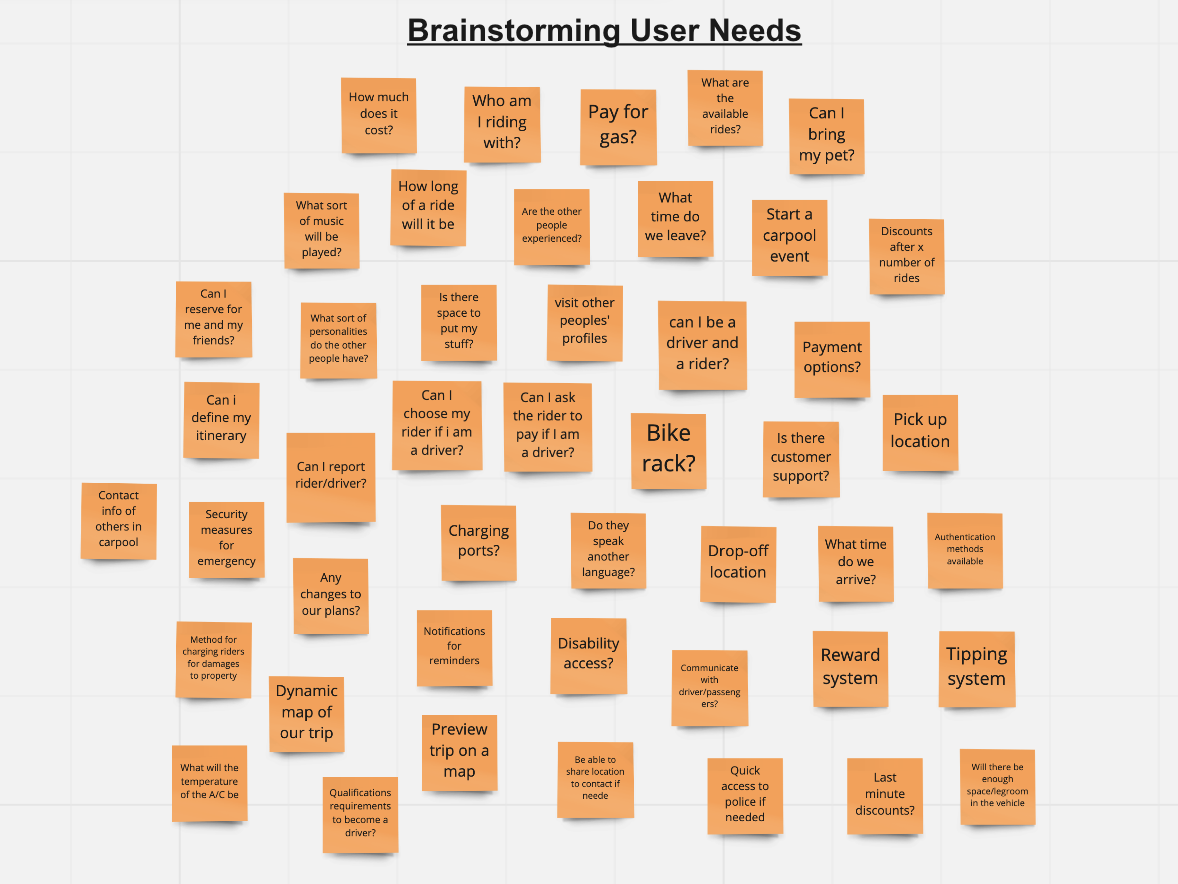 Brainstorming User Needs
How much
does it
cost?
Who am
I riding
with?
Pay for
gas?
What are
the
available
rides?
Can I
bring
my pet?
What sort
of music
will be
played?
How long
of a ride
will it be
Are the other
people
experienced?
What
time do
we leave?
Start a
carpool
event
Discounts
after x
number of
rides
Can I
reserve for
me and my
friends?
What sort of
personalities
do the other
people have?
Is there
space to
put my
stuff?
visit other
peoples'
profiles
can I be a
driver and
a rider?
Payment
options?
Can i
define my
itinerary
Can I report
rider/driver?
Can I
choose my
rider if i am
a driver?
Can I ask
the rider to
pay if I am
a driver?
Bike
rack?
Is there
customer
support?
Pick up
location
Contact
info of
others in
carpool
Security
measures
for
emergency
Any
changes to
our plans?
Charging
ports?
Do they
speak
another
language?
Drop-off
location
What time
do we
arrive?
Authentication
methods
available
Method for
charging riders
for damages
to property
Dynamic
map of
our trip
Notifications
for
reminders
Disability
access?
Communicate
with
driver/passeng
ers?
Reward
system
Tipping
system
What will the
temperature
of the A/C be
Qualifications
requirements
to become a
driver?
Preview
trip on a
map
Be able to
share location
to contact if
neede
Quick
access to
police if
needed
Last
minute
discounts?
Will there be
enough
space/legroom
in the vehicle